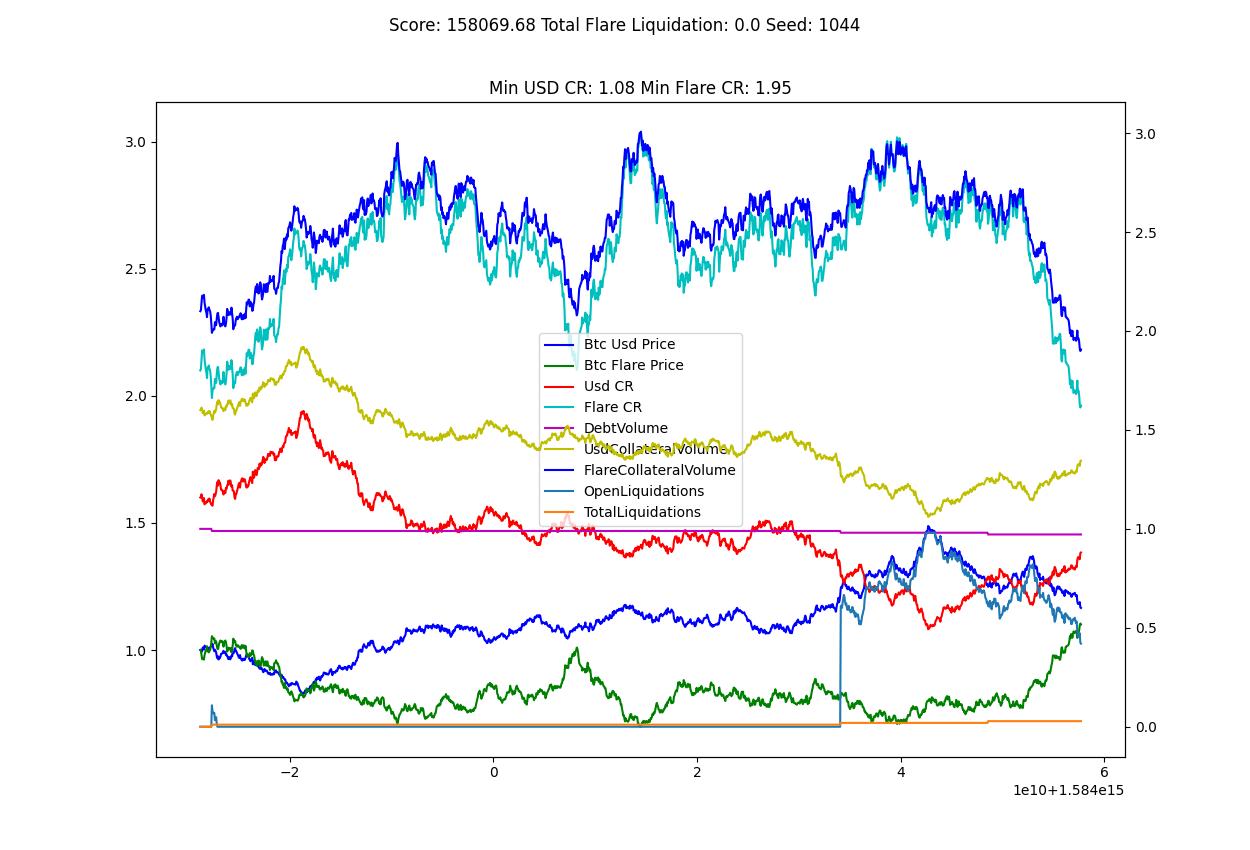 Score: 158069.68 Total Flare Liquidation: 0.0 Seed: 1044
Min USD CR: 1.08 Min Flare CR: 1.95
3.0
2.5
2.0
1.5
1.0
3.0
2.5
2.0
1.5
1.0
0.5
0.0
Btc Usd Price
Btc Flare Price
Usd CR
Flare CR
DebtVolume
UsdCollateralVolume
FlareCollateralVolume
OpenLiquidations
TotalLiquidations
−2 0 2 4 6
1e10+1.584e15